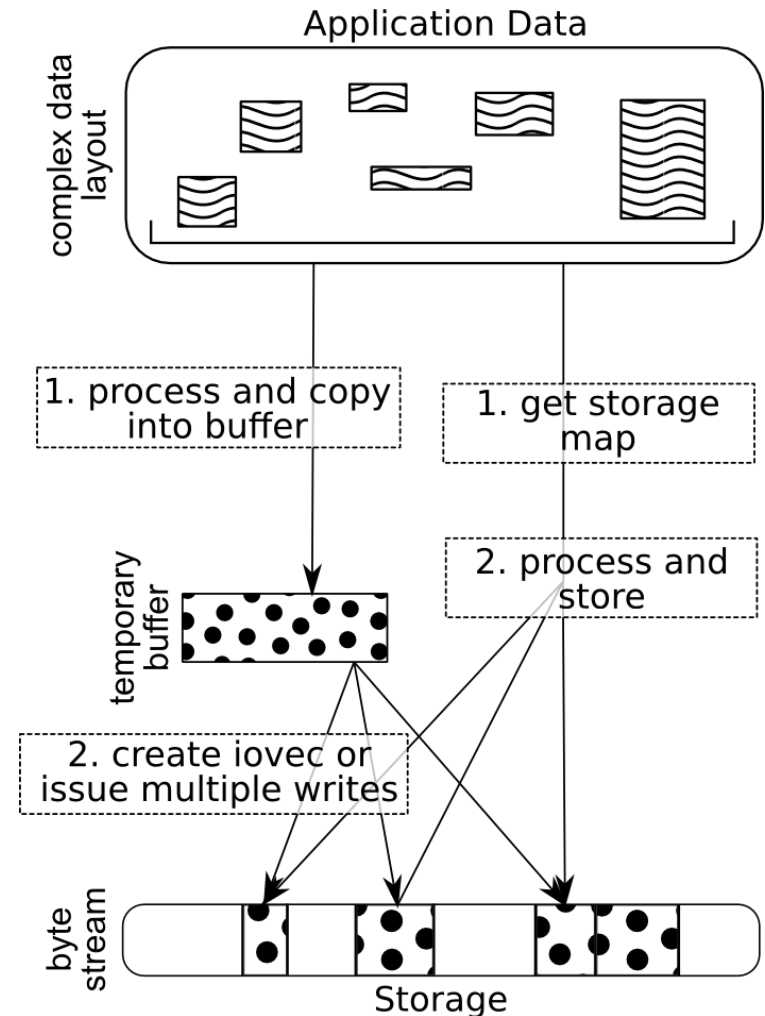 Application Data
complex data
layout
1. process and copy
into buffer
1. get storage
map
2. process and
store
temporary
buffer
2. create iovec or
issue multiple writes
byte
stream
Storage